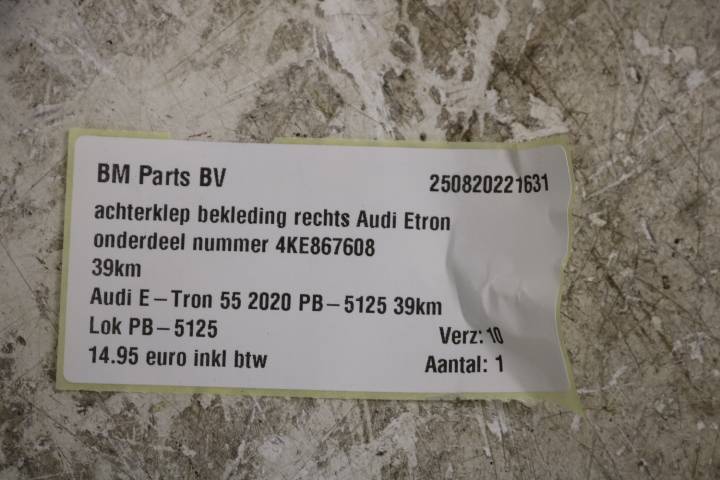 BM Parts BV 250820221631
achterklep bekleding rechts Audi Etron
onderdeel nummer 4KE867608
39km
Audi E-Tron 55 2020 PB-5125 39km
Lok PB-5125 Verz: 10
14.95 euro inkl btw Aantal: 1